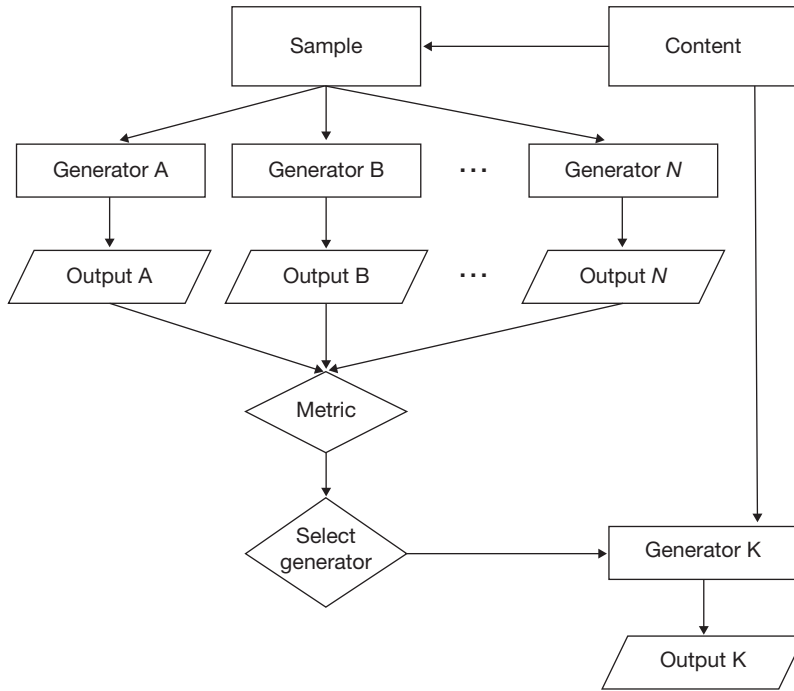 Sample
Content
Generator A
Generator B
...
Generator N
Output A
Output B
...
Output N
Metric
Select
generator
Generator K
Output K